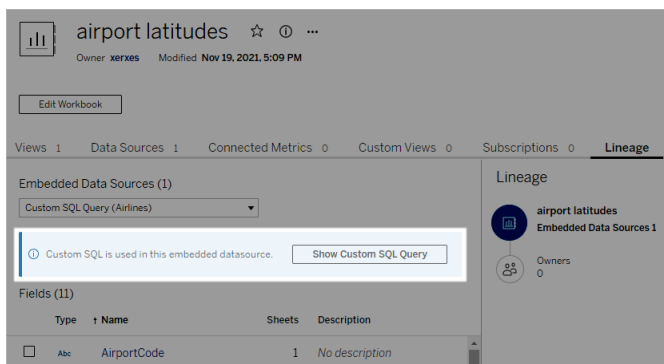 airport latitudes
Owner xerxes Modified Nov 19, 2021, 5:09 PM
Edit Workbook
Views 1 Data Sources 1 Connected Metrics 0 Custom Views 0 Subscriptions 0 Lineage
Embedded Data Sources (1)
Custom SQL Query (Airlines)
Custom SQL is used in this embedded datasource. Show Custom SQL Query
Fields (11)
Type ↑ Name Sheets Description
Abc AirportCode 1 No description
Lineage
airport latitudes
Embedded Data Sources 1
Owners
0